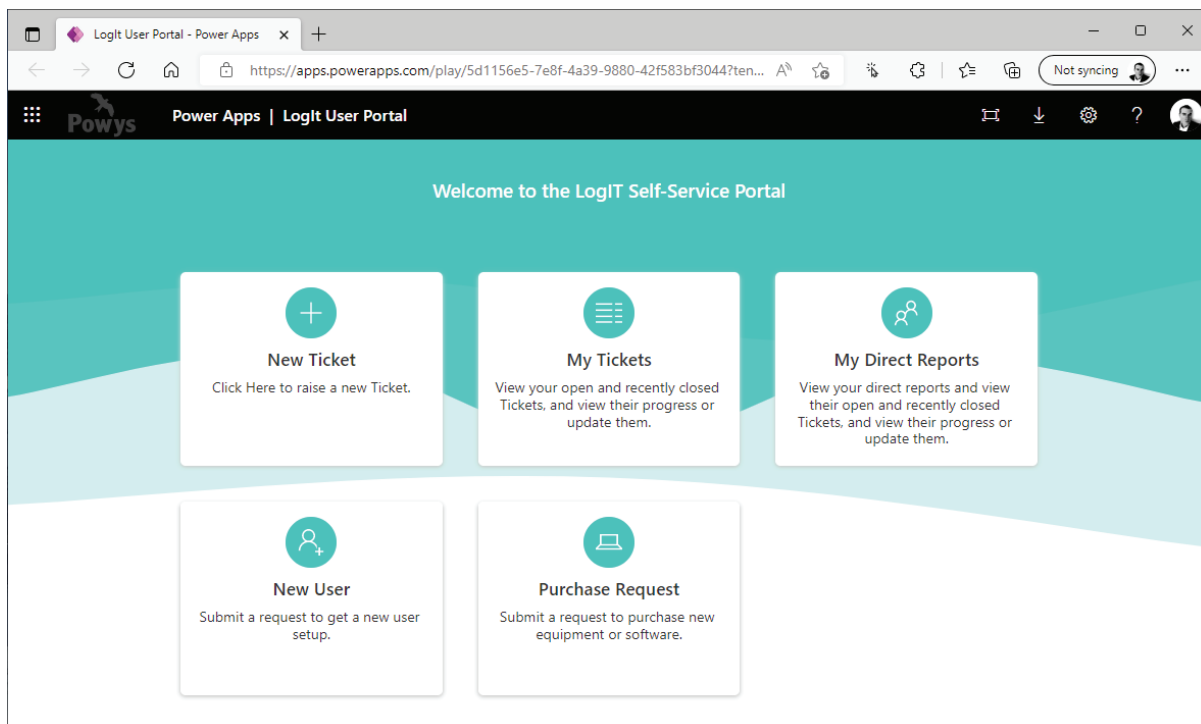 LogIt User Portal - Power Apps
https://apps.powerapps.com/play/5d1156e5-7e8f-4a39-9880-42f583bf3044?ten...
Not syncing
Powys
Power Apps | LogIt User Portal
Welcome to the LogIT Self-Service Portal
New Ticket
Click Here to raise a new Ticket.
My Tickets
View your open and recently closed
Tickets, and view their progress or
update them.
My Direct Reports
View your direct reports and view
their open and recently closed
Tickets, and view their progress or
update them.
New User
Submit a request to get a new user
setup.
Purchase Request
Submit a request to purchase new
equipment or software.